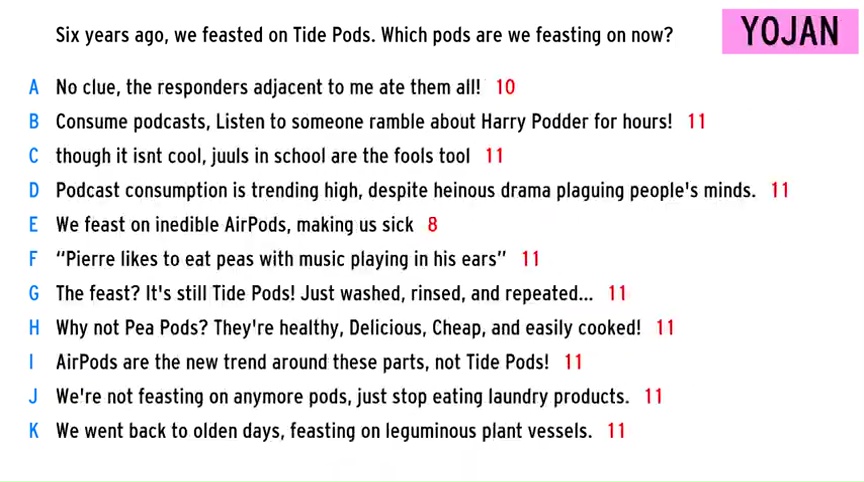 Six years ago, we feasted on Tide Pods. Which pods are we feasting on now?
YOJAN
A No clue, the responders adjacent to me ate them all! 10
B Consume podcasts, Listen to someone ramble about Harry Podder for hours! 11
C though it isnt cool, juuls in school are the fools tool 11
D Podcast consumption is trending high, despite heinous drama plaguing people's minds. 11
E We feast on inedible AirPods, making us sick 8
F “Pierre likes to eat peas with music playing in his ears” 11
G The feast? It's still Tide Pods! Just washed, rinsed, and repeated... 11
H Why not Pea Pods? They're healthy, Delicious, Cheap, and easily cooked! 11
I AirPods are the new trend around these parts, not Tide Pods! 11
J We're not feasting on anymore pods, just stop eating laundry products. 11
K We went back to olden days, feasting on leguminous plant vessels. 11